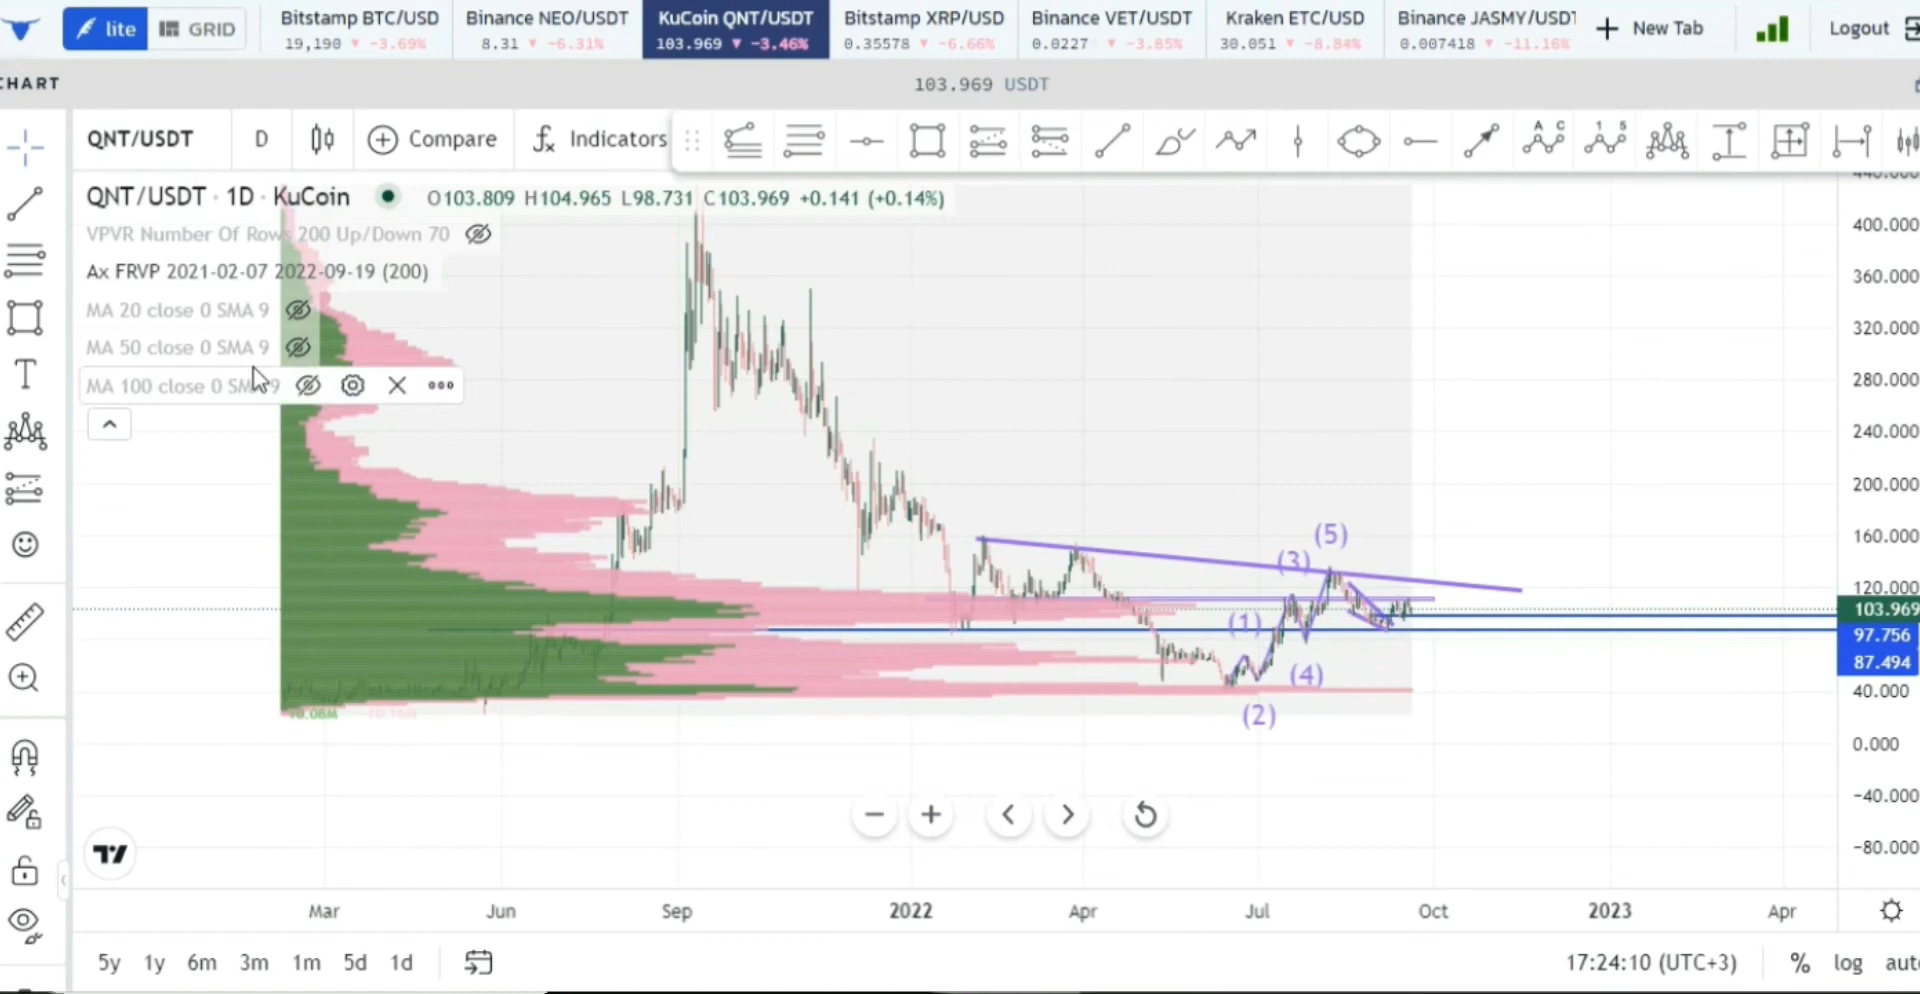 lite
GRID
Bitstamp BTC/USD
19,190 ▼ -3.69%
Binance NEO/USDT
8.31 ▼ -6.31%
KuCoin QNT/USDT
103.969 ▼ -3.46%
Bitstamp XRP/USD
0.35578 ▼ -6.66%
Binance VET/USDT
0.0227 ▼ -3.85%
Kraken ETC/USD
30.051 ▼ -8.84%
Binance JASMY/USDT
0.007418 ▼ -11.16%
+ New Tab
Logout
CHART
103.969 USDT
QNT/USDT
D
Compare
Indicators
A C
1 5
QNT/USDT · 1D · KuCoin
O103.809 H104.965 L98.731 C103.969 +0.141 (+0.14%)
VPVR Number Of Rows 200 Up/Down 70
Ax FRVP 2021-02-07 2022-09-19 (200)
MA 20 close 0 SMA 9
MA 50 close 0 SMA 9
MA 100 close 0 SMA 9
440.000
400.000
360.000
320.000
280.000
240.000
200.000
160.000
120.000
103.969
97.756
87.494
40.000
0.000
-40.000
-80.000
(5)
(3)
(1)
(4)
(2)
Mar
Jun
Sep
2022
Apr
Jul
Oct
2023
Apr
5y 1y 6m 3m 1m 5d 1d
17:24:10 (UTC+3)
% log auto